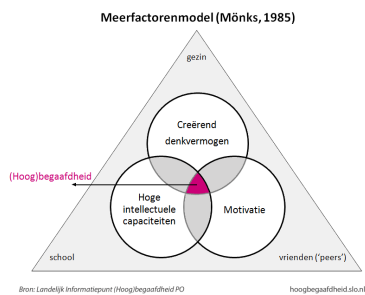 Meerfactorenmodel (Mönks, 1985)
gezin
Creërend
denkvermogen
(Hoog)begaafdheid
Hoge
intellectuele
capaciteiten
Motivatie
school
vrienden ('peers')
Bron: Landelijk Informatiepunt (Hoog)begaafdheid PO
hoogbegaafdheid.slo.nl